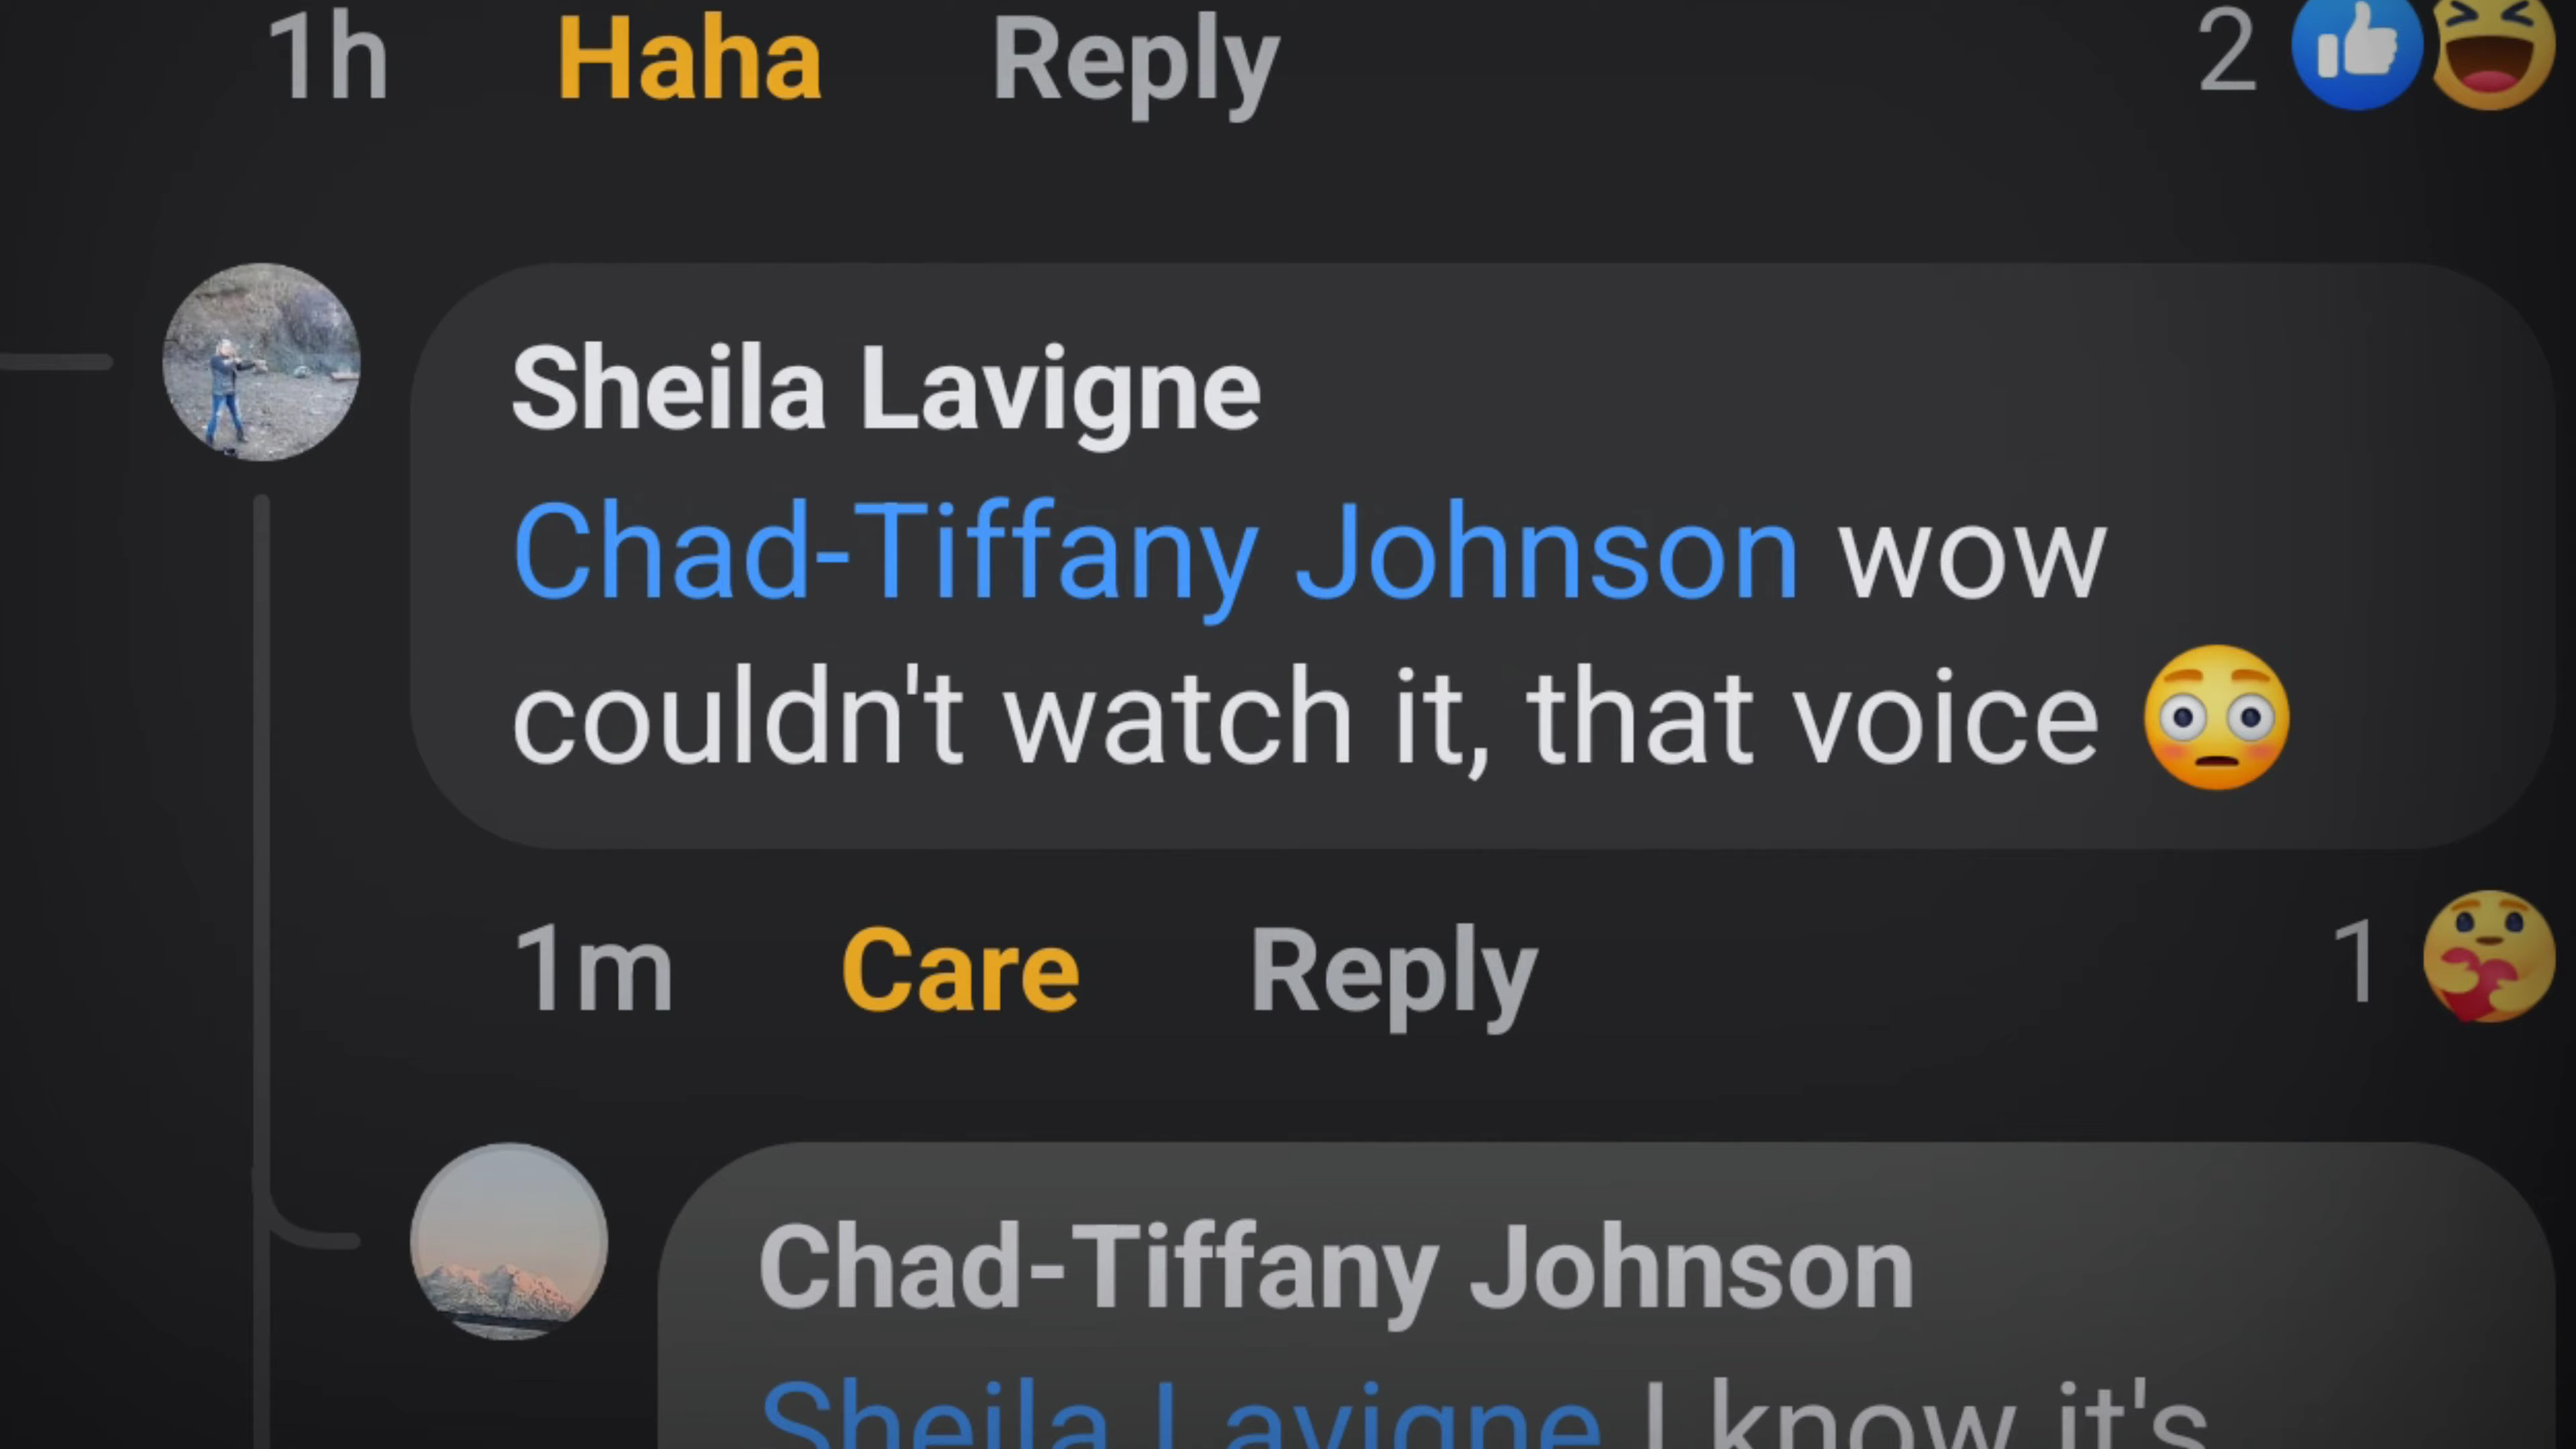 1h Haha Reply 2
Sheila Lavigne
Chad-Tiffany Johnson wow
couldn't watch it, that voice 😳
1m Care Reply 1
Chad-Tiffany Johnson
Sheila Lavigne I know it's